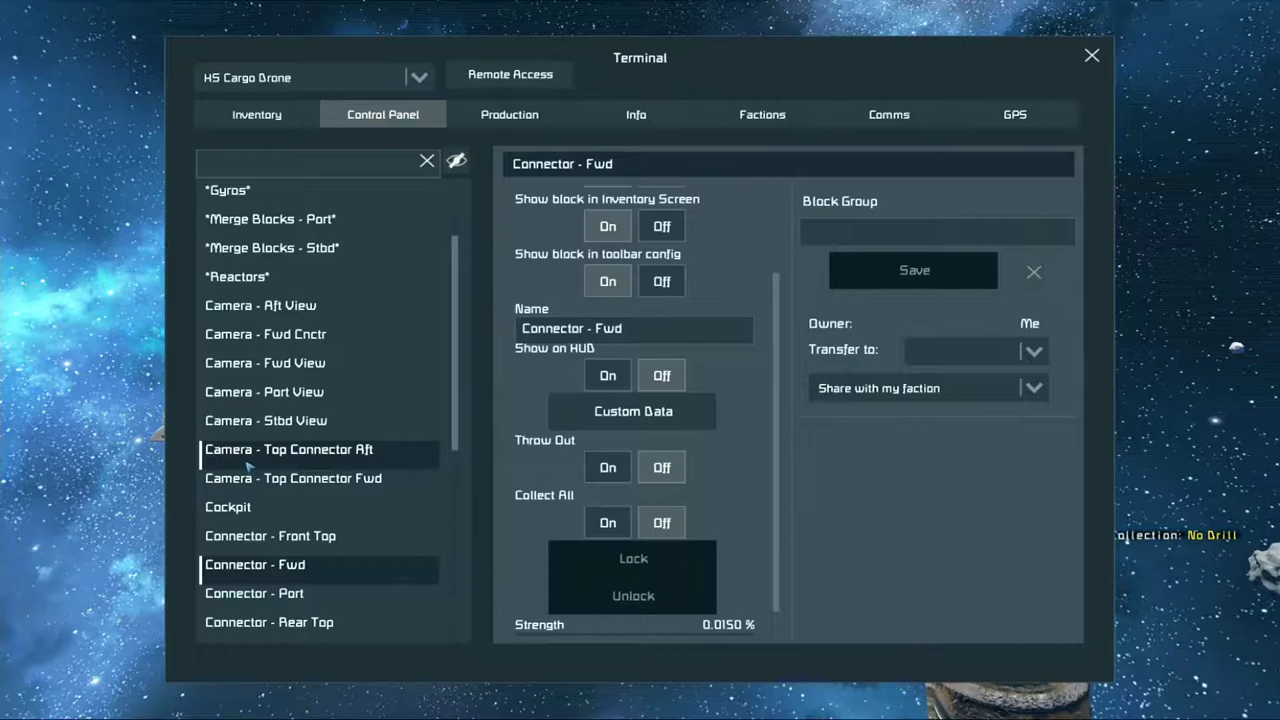 Terminal
HS Cargo Drone
Remote Access
Inventory
Control Panel
Production
Info
Factions
Comms
GPS
*Gyros*
*Merge Blocks - Port*
*Merge Blocks - Stbd*
*Reactors*
Camera - Aft View
Camera - Fwd Cnctr
Camera - Fwd View
Camera - Port View
Camera - Stbd View
Camera - Top Connector Aft
Camera - Top Connector Fwd
Cockpit
Connector - Front Top
Connector - Fwd
Connector - Port
Connector - Rear Top
Connector - Fwd
Show block in Inventory Screen
On Off
Show block in toolbar config
On Off
Name
Connector - Fwd
Show on HUD
On Off
Custom Data
Throw Out
On Off
Collect All
On Off
Lock
Unlock
Strength 0.0150 %
Block Group
Save
Owner: Me
Transfer to:
Share with my faction
ollection: No Drill